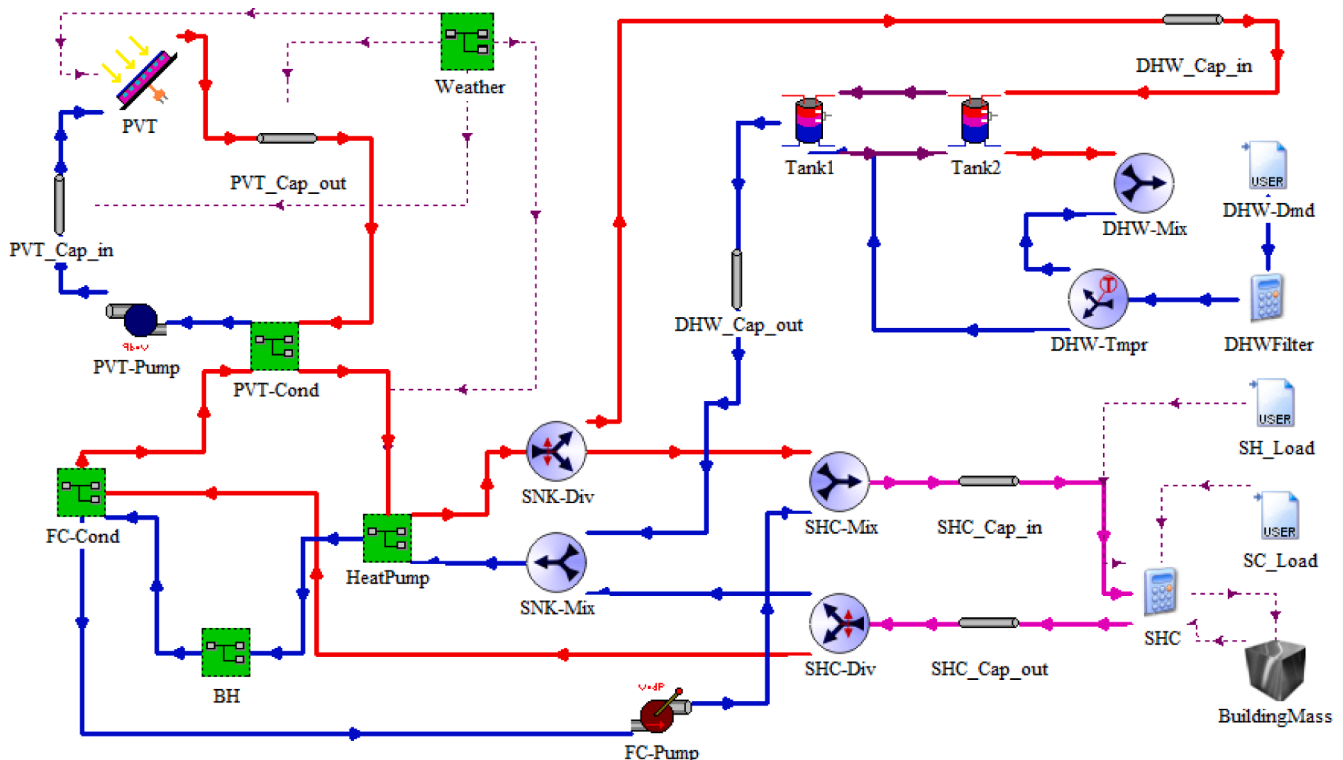 Weather
DHW_Cap_in
PVT
PVT_Cap_out
Tank1
Tank2
USER
DHW-Dmd
DHW-Mix
PVT_Cap_in
DHW_Cap_out
DHW-Tmpr
DHWFilter
PVT-Pump
PVT-Cond
USER
SH_Load
SNK-Div
SHC-Mix
SHC_Cap_in
USER
SC_Load
FC-Cond
HeatPump
SNK-Mix
SHC
SHC-Div
SHC_Cap_out
BH
BuildingMass
FC-Pump